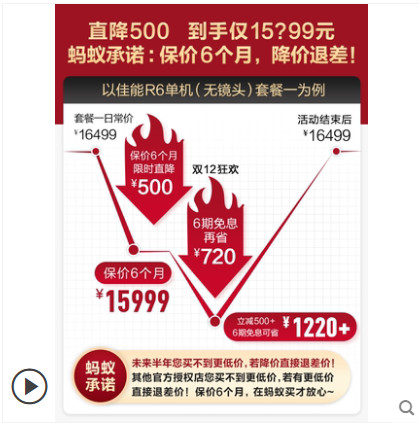 直降500 到手仅15?99元
蚂蚁承诺:保价6个月,降价退差!
以佳能R6单机(无镜头)套餐一为例
套餐一日常价
¥16499
活动结束后
¥16499
保价6个月
限时直降
¥500
双12狂欢
6期免息
再省
¥720
保价6个月
¥15999
立减500+
6期免息可省
¥1220+
蚂蚁
承诺
未来半年您买不到更低价,若降价直接退差价!
其他官方授权店您买不到更低价,若有更低价
直接退差价!保价6个月,在蚂蚁买才放心~